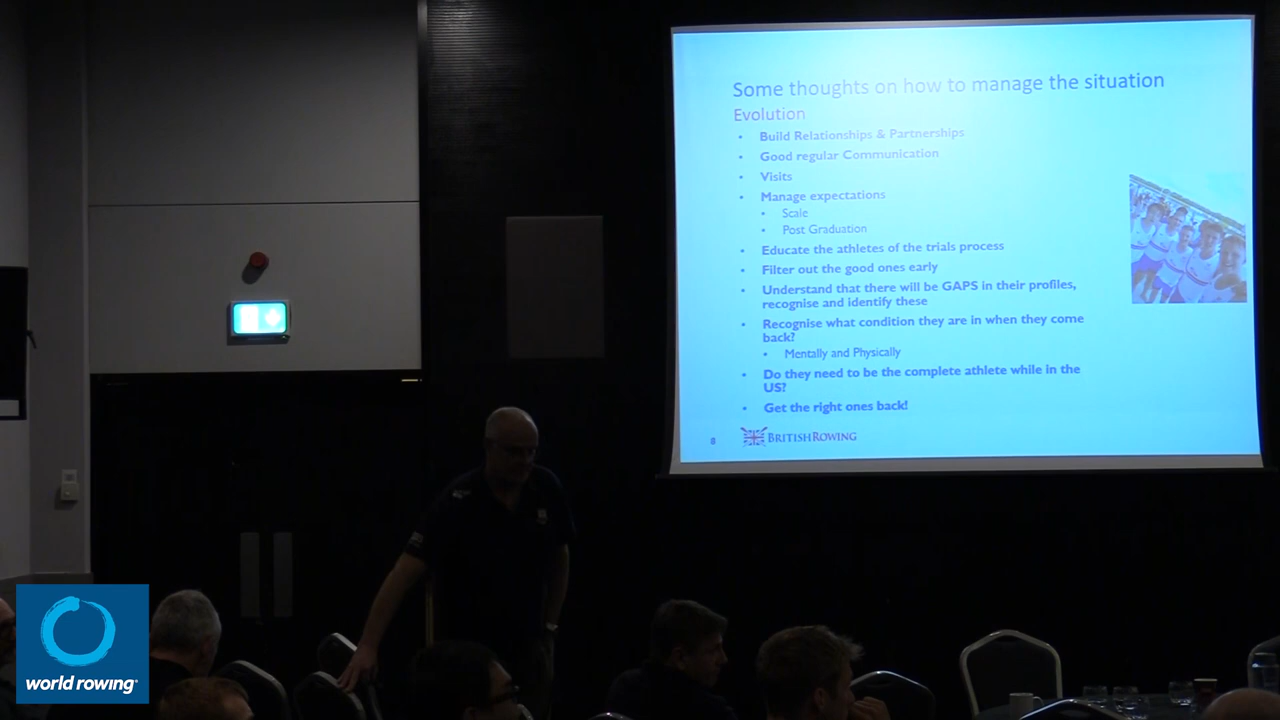 Some thoughts on how to manage the situation
Evolution
• Build Relationships & Partnerships
• Good regular Communication
• Visits
• Manage expectations
• Scale
• Post Graduation
• Educate the athletes of the trials process
• Filter out the good ones early
• Understand that there will be GAPS in their profiles,
recognise and identify these
• Recognise what condition they are in when they come
back?
• Mentally and Physically
• Do they need to be the complete athlete while in the
US?
• Get the right ones back!
8
BRITISHROWING
world rowing